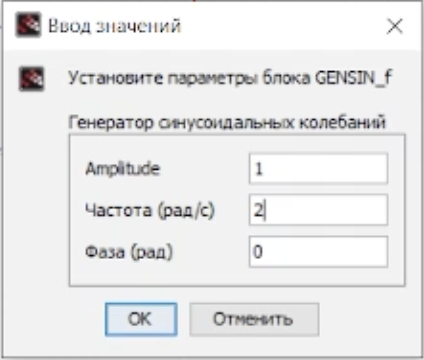 Ввод значений
Установите параметры блока GENSIN_f
Генератор синусоидальных колебаний
Amplitude 1
Частота (рад/с) 2
Фаза (рад) 0
OK Отменить